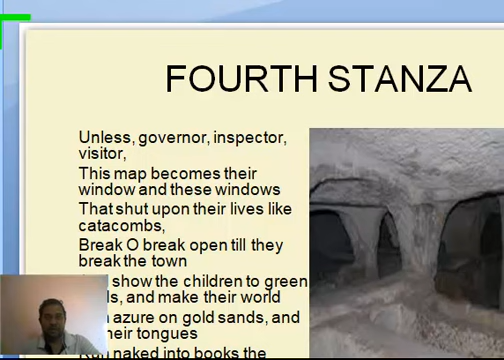 FOURTH STANZA
Unless, governor, inspector,
visitor,
This map becomes their
window and these windows
That shut upon their lives like
catacombs,
Break O break open till they
break the town
show the children to green
and make their world
azure on gold sands, and
their tongues
Run naked into books the